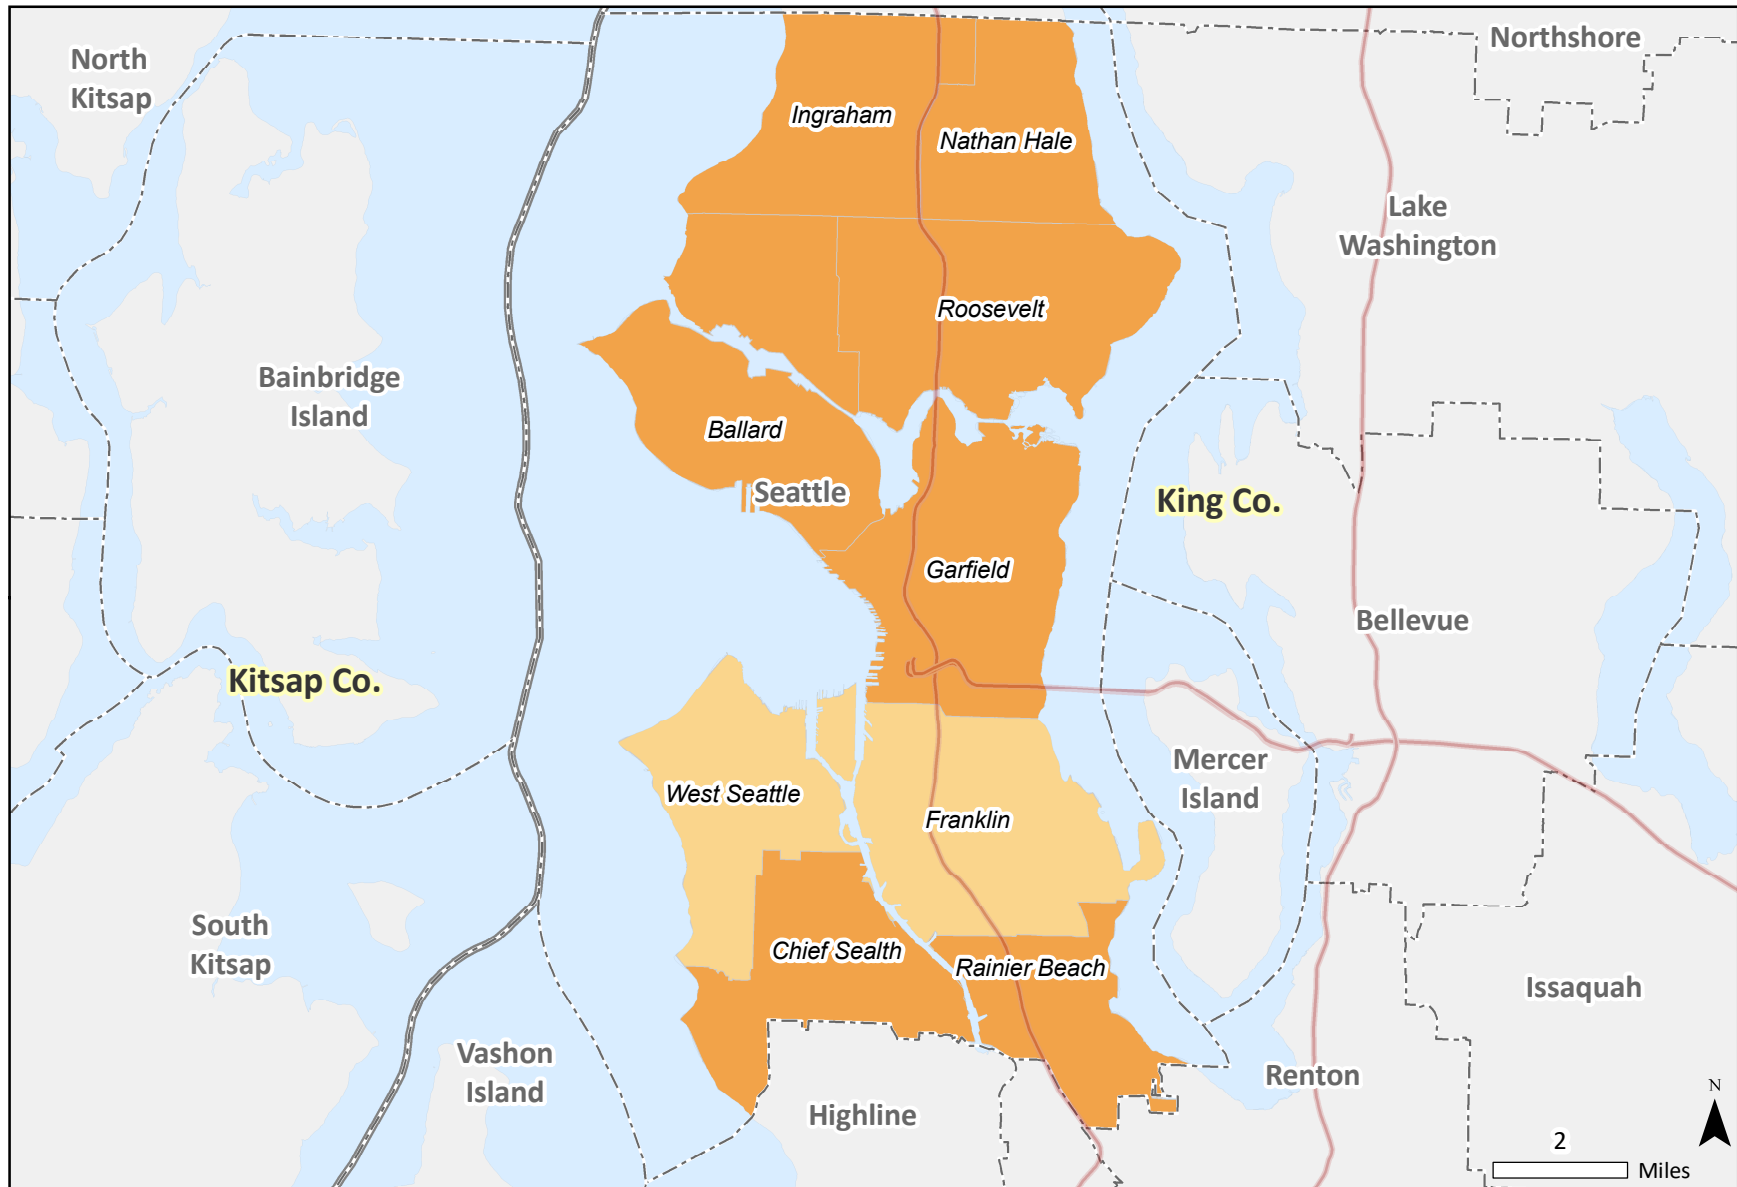 North
Kitsap
Northshore
Ingraham
Nathan Hale
Lake
Washington
Roosevelt
Bainbridge
Island
Ballard
Seattle
King Co.
Garfield
Bellevue
Kitsap Co.
Mercer
Island
West Seattle
Franklin
South
Kitsap
Chief Sealth
Rainier Beach
Issaquah
Vashon
Island
Renton
Highline
N
2
Miles